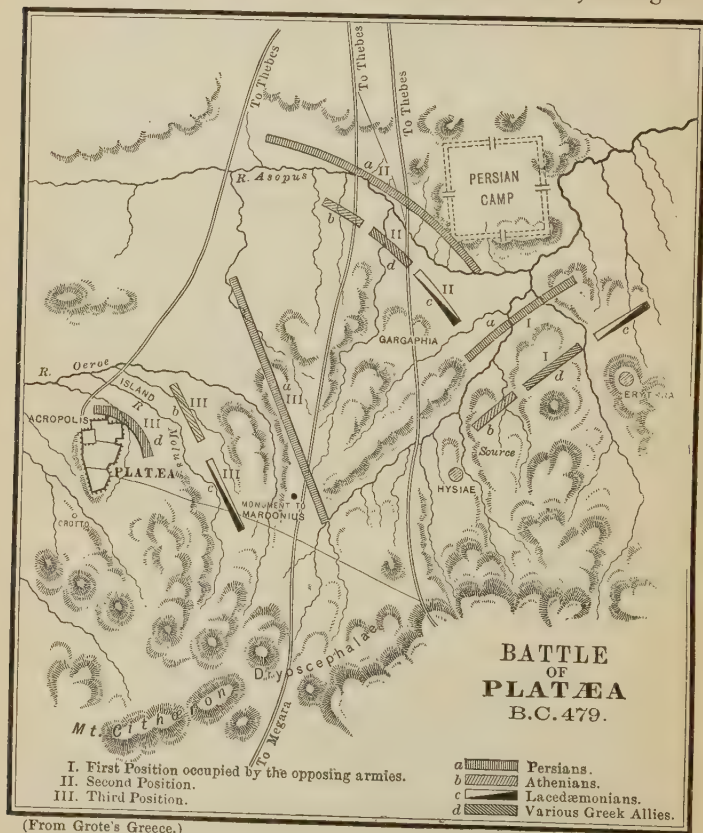 To Thebes
To Thebes
To Thebes
R. Asopus
a
II
PERSIAN
CAMP
b
II
d
II
c
GARGAPHIA
a
I
c
I
d
b
ERYTHRA
Source
HYSIAE
R. Oeroe
ISLAND
R. Moloeis
ACROPOLIS
III
d
b
III
a
III
III
c
PLATÆA
MONUMENT TO
MARDONIUS
GROTTO
Dryoscephalae
Mt. Cithæron
To Megara
BATTLE
OF
PLATÆA
B.C. 479.
I. First Position occupied by the opposing armies.
II. Second Position.
III. Third Position.
a Persians.
b Athenians.
c Lacedæmonians.
d Various Greek Allies.
(From Grote's Greece.)